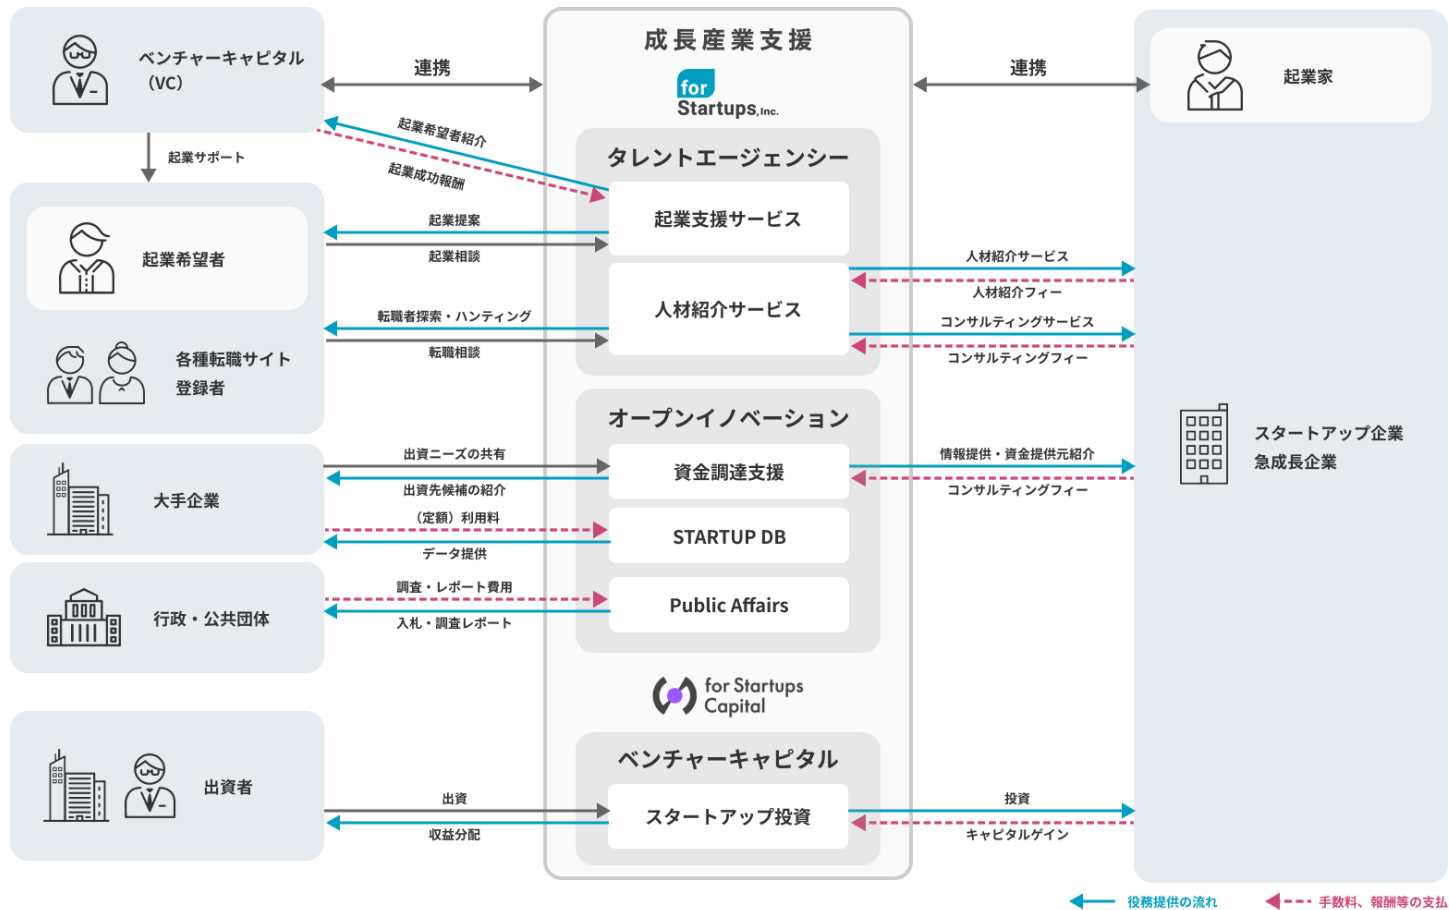 成長産業支援
for
Startups,Inc.
ベンチャーキャピタル
（VC）
連携
連携
起業家
起業希望者紹介
起業成功報酬
起業サポート
タレントエージェンシー
起業支援サービス
起業提案
起業相談
起業希望者
人材紹介サービス
人材紹介サービス
人材紹介フィー
転職者探索・ハンティング
転職相談
コンサルティングサービス
コンサルティングフィー
各種転職サイト
登録者
オープンイノベーション
出資ニーズの共有
出資先候補の紹介
資金調達支援
情報提供・資金提供元紹介
コンサルティングフィー
スタートアップ企業
急成長企業
大手企業
（定額）利用料
データ提供
STARTUP DB
調査・レポート費用
入札・調査レポート
Public Affairs
行政・公共団体
for Startups
Capital
ベンチャーキャピタル
出資者
出資
収益分配
スタートアップ投資
投資
キャピタルゲイン
役務提供の流れ
手数料、報酬等の支払